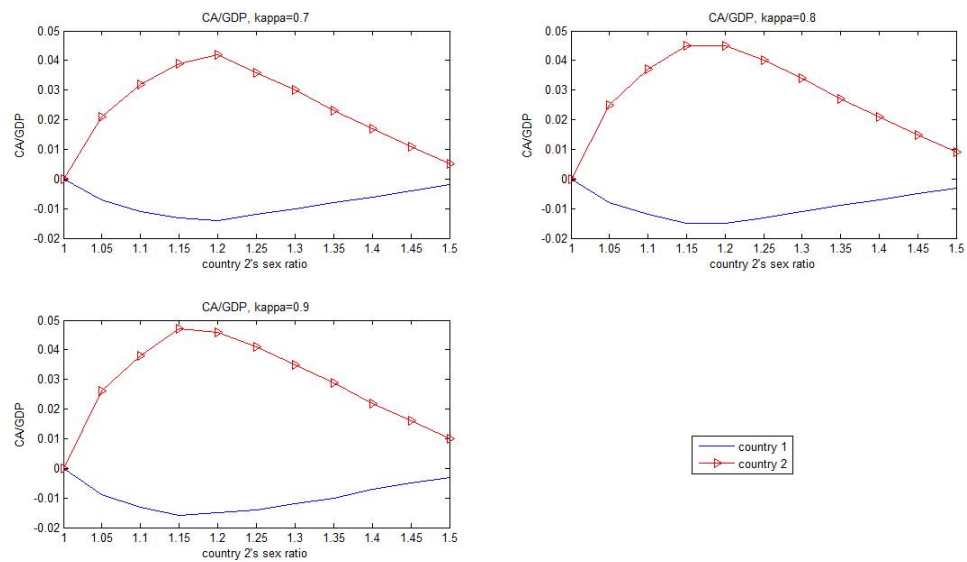 CA/GDP, kappa=0.7
0.05
0.04
0.03
0.02
0.01
0
-0.01
-0.02
CA/GDP
1 1.05 1.1 1.15 1.2 1.25 1.3 1.35 1.4 1.45 1.5
country 2's sex ratio
CA/GDP, kappa=0.8
0.05
0.04
0.03
0.02
0.01
0
-0.01
-0.02
CA/GDP
1 1.05 1.1 1.15 1.2 1.25 1.3 1.35 1.4 1.45 1.5
country 2's sex ratio
CA/GDP, kappa=0.9
0.05
0.04
0.03
0.02
0.01
0
-0.01
-0.02
CA/GDP
1 1.05 1.1 1.15 1.2 1.25 1.3 1.35 1.4 1.45 1.5
country 2's sex ratio
country 1
country 2